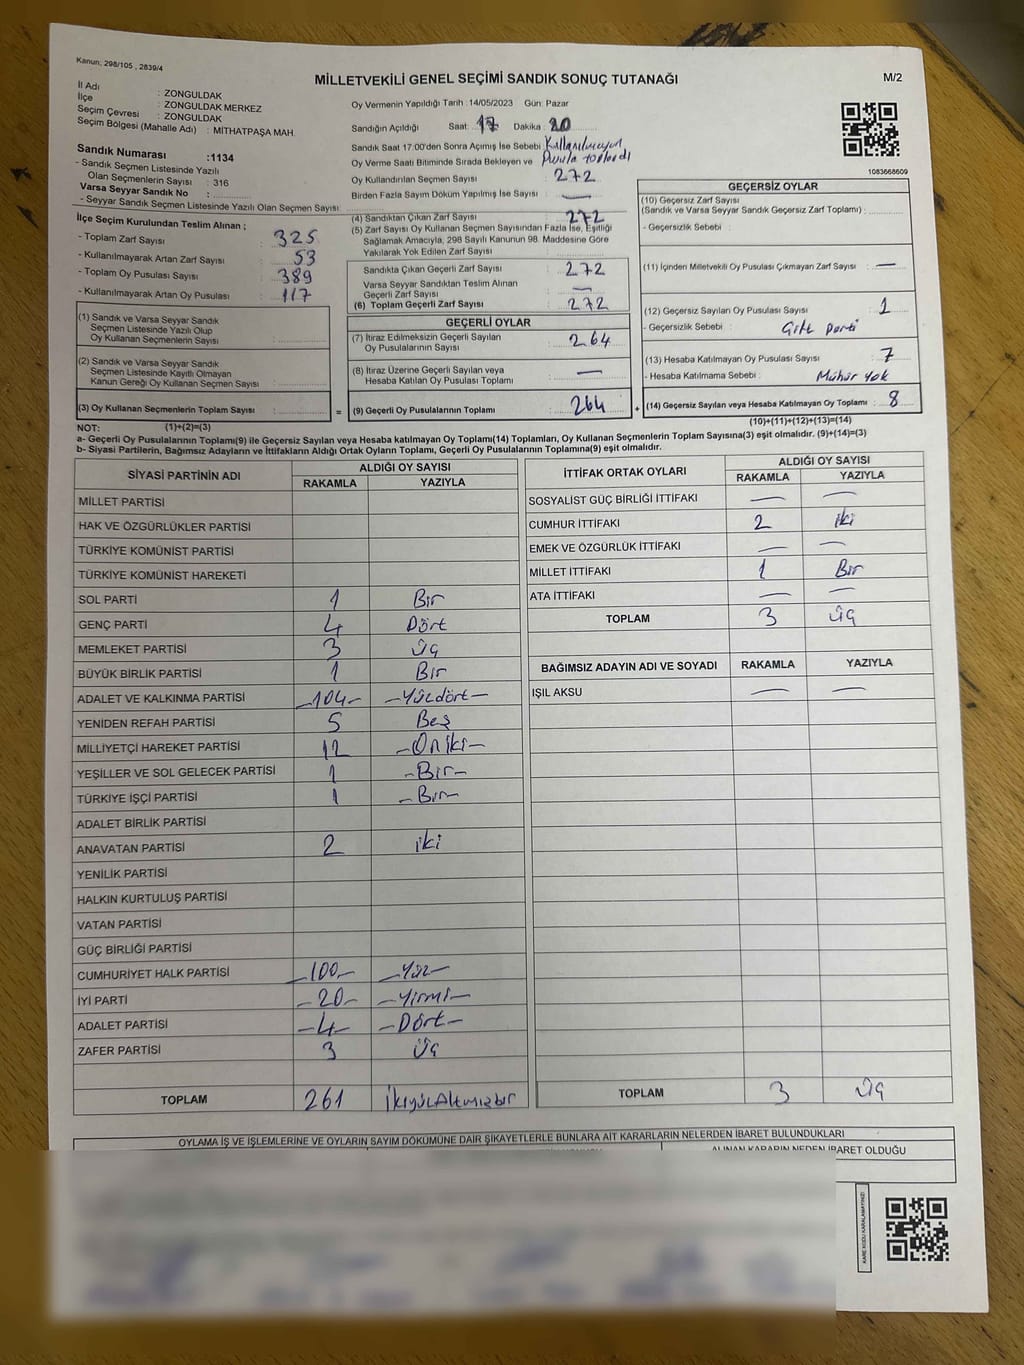 Kanun, 298/105 , 2839/4
MİLLETVEKİLİ GENEL SEÇİMİ SANDIK SONUÇ TUTANAĞI
M/2
İl Adı : ZONGULDAK
İlçe : ZONGULDAK MERKEZ
Seçim Çevresi : ZONGULDAK
Seçim Bölgesi (Mahalle Adı) : MİTHATPAŞA MAH.
Sandık Numarası :1134
- Sandık Seçmen Listesinde Yazılı
Olan Seçmenlerin Sayısı : 316
Varsa Seyyar Sandık No :
- Seyyar Sandık Seçmen Listesinde Yazılı Olan Seçmen Sayısı:
İlçe Seçim Kurulundan Teslim Alınan ;
- Toplam Zarf Sayısı : 325
- Kullanılmayarak Artan Zarf Sayısı : 53
- Toplam Oy Pusulası Sayısı : 389
- Kullanılmayarak Artan Oy Pusulası : 117
(1) Sandık ve Varsa Seyyar Sandık
Seçmen Listesinde Yazılı Olup
Oy Kullanan Seçmenlerin Sayısı :
(2) Sandık ve Varsa Seyyar Sandık
Seçmen Listesinde Kayıtlı Olmayan
Kanun Gereği Oy Kullanan Seçmen Sayısı :
(3) Oy Kullanan Seçmenlerin Toplam Sayısı :
Oy Vermenin Yapıldığı Tarih :14/05/2023 Gün: Pazar
Sandığın Açıldığı Saat: 17 Dakika : 20
Sandık Saat 17:00'den Sonra Açımış İse Sebebi : Kullanılmayan
Oy Verme Saati Bitiminde Sırada Bekleyen ve Pusula toplandı
Oy Kullandırılan Seçmen Sayısı : 272
Birden Fazla Sayım Döküm Yapılmış İse Sayısı : —
(4) Sandıktan Çıkan Zarf Sayısı : 272
(5) Zarf Sayısı Oy Kullanan Seçmen Sayısından Fazla İse, Eşitliği
Sağlamak Amacıyla, 298 Sayılı Kanunun 98. Maddesine Göre
Yakılarak Yok Edilen Zarf Sayısı :
Sandıkta Çıkan Geçerli Zarf Sayısı : 272
Varsa Seyyar Sandıktan Teslim Alınan
Geçerli Zarf Sayısı : —
(6) Toplam Geçerli Zarf Sayısı : 272
GEÇERLİ OYLAR
(7) İtiraz Edilmeksizin Geçerli Sayılan
Oy Pusulalarının Sayısı : 264
(8) İtiraz Üzerine Geçerli Sayılan veya
Hesaba Katılan Oy Pusulası Toplamı : —
= (9) Geçerli Oy Pusulalarının Toplamı : 264 +
1083668609
GEÇERSİZ OYLAR
(10) Geçersiz Zarf Sayısı
(Sandık ve Varsa Seyyar Sandık Geçersiz Zarf Toplamı) :
- Geçersizlik Sebebi :
(11) İçinden Milletvekili Oy Pusulası Çıkmayan Zarf Sayısı : —
(12) Geçersiz Sayılan Oy Pusulası Sayısı : 1
- Geçersizlik Sebebi : Çift parti
(13) Hesaba Katılmayan Oy Pusulası Sayısı : 7
- Hesaba Katılmama Sebebi : Mühür yok
(14) Geçersiz Sayılan veya Hesaba Katılmayan Oy Toplamı : 8
NOT: (1)+(2)=(3) (10)+(11)+(12)+(13)=(14)
a- Geçerli Oy Pusulalarının Toplamı(9) ile Geçersiz Sayılan veya Hesaba katılmayan Oy Toplamı(14) Toplamları, Oy Kullanan Seçmenlerin Toplam Sayısına(3) eşit olmalıdır. (9)+(14)=(3)
b- Siyasi Partilerin, Bağımsız Adayların ve İttifakların Aldığı Ortak Oyların Toplamı, Geçerli Oy Pusulalarının Toplamına(9) eşit olmalıdır.
SİYASİ PARTİNİN ADI ALDIĞI OY SAYISI
RAKAMLA YAZIYLA
MİLLET PARTİSİ
HAK VE ÖZGÜRLÜKLER PARTİSİ
TÜRKİYE KOMÜNİST PARTİSİ
TÜRKİYE KOMÜNİST HAREKETİ
SOL PARTİ 1 Bir
GENÇ PARTİ 4 Dört
MEMLEKET PARTİSİ 3 Üç
BÜYÜK BİRLİK PARTİSİ 1 Bir
ADALET VE KALKINMA PARTİSİ –104– –Yüzdört–
YENİDEN REFAH PARTİSİ 5 Beş
MİLLİYETÇİ HAREKET PARTİSİ 12 –Oniki–
YEŞİLLER VE SOL GELECEK PARTİSİ 1 –Bir–
TÜRKİYE İŞÇİ PARTİSİ 1 –Bir–
ADALET BİRLİK PARTİSİ
ANAVATAN PARTİSİ 2 iki
YENİLİK PARTİSİ
HALKIN KURTULUŞ PARTİSİ
VATAN PARTİSİ
GÜÇ BİRLİĞİ PARTİSİ
CUMHURİYET HALK PARTİSİ –100– –Yüz–
İYİ PARTİ –20– –Yirmi–
ADALET PARTİSİ –4– –Dört–
ZAFER PARTİSİ 3 Üç
TOPLAM 261 İkiyüzAltmışbir
İTTİFAK ORTAK OYLARI ALDIĞI OY SAYISI
RAKAMLA YAZIYLA
SOSYALİST GÜÇ BİRLİĞİ İTTİFAKI — —
CUMHUR İTTİFAKI 2 iki
EMEK VE ÖZGÜRLÜK İTTİFAKI — —
MİLLET İTTİFAKI 1 Bir
ATA İTTİFAKI — —
TOPLAM 3 Üç
BAĞIMSIZ ADAYIN ADI VE SOYADI RAKAMLA YAZIYLA
IŞIL AKSU — —
TOPLAM 3 Üç
OYLAMA İŞ VE İŞLEMLERİNE VE OYLARIN SAYIM DÖKÜMÜNE DAİR ŞİKAYETLERLE BUNLARA AİT KARARLARIN NELERDEN İBARET BULUNDUKLARI
ALINAN KARARIN NEDEN İBARET OLDUĞU
KARE KODU KARALAMAYINIZ!